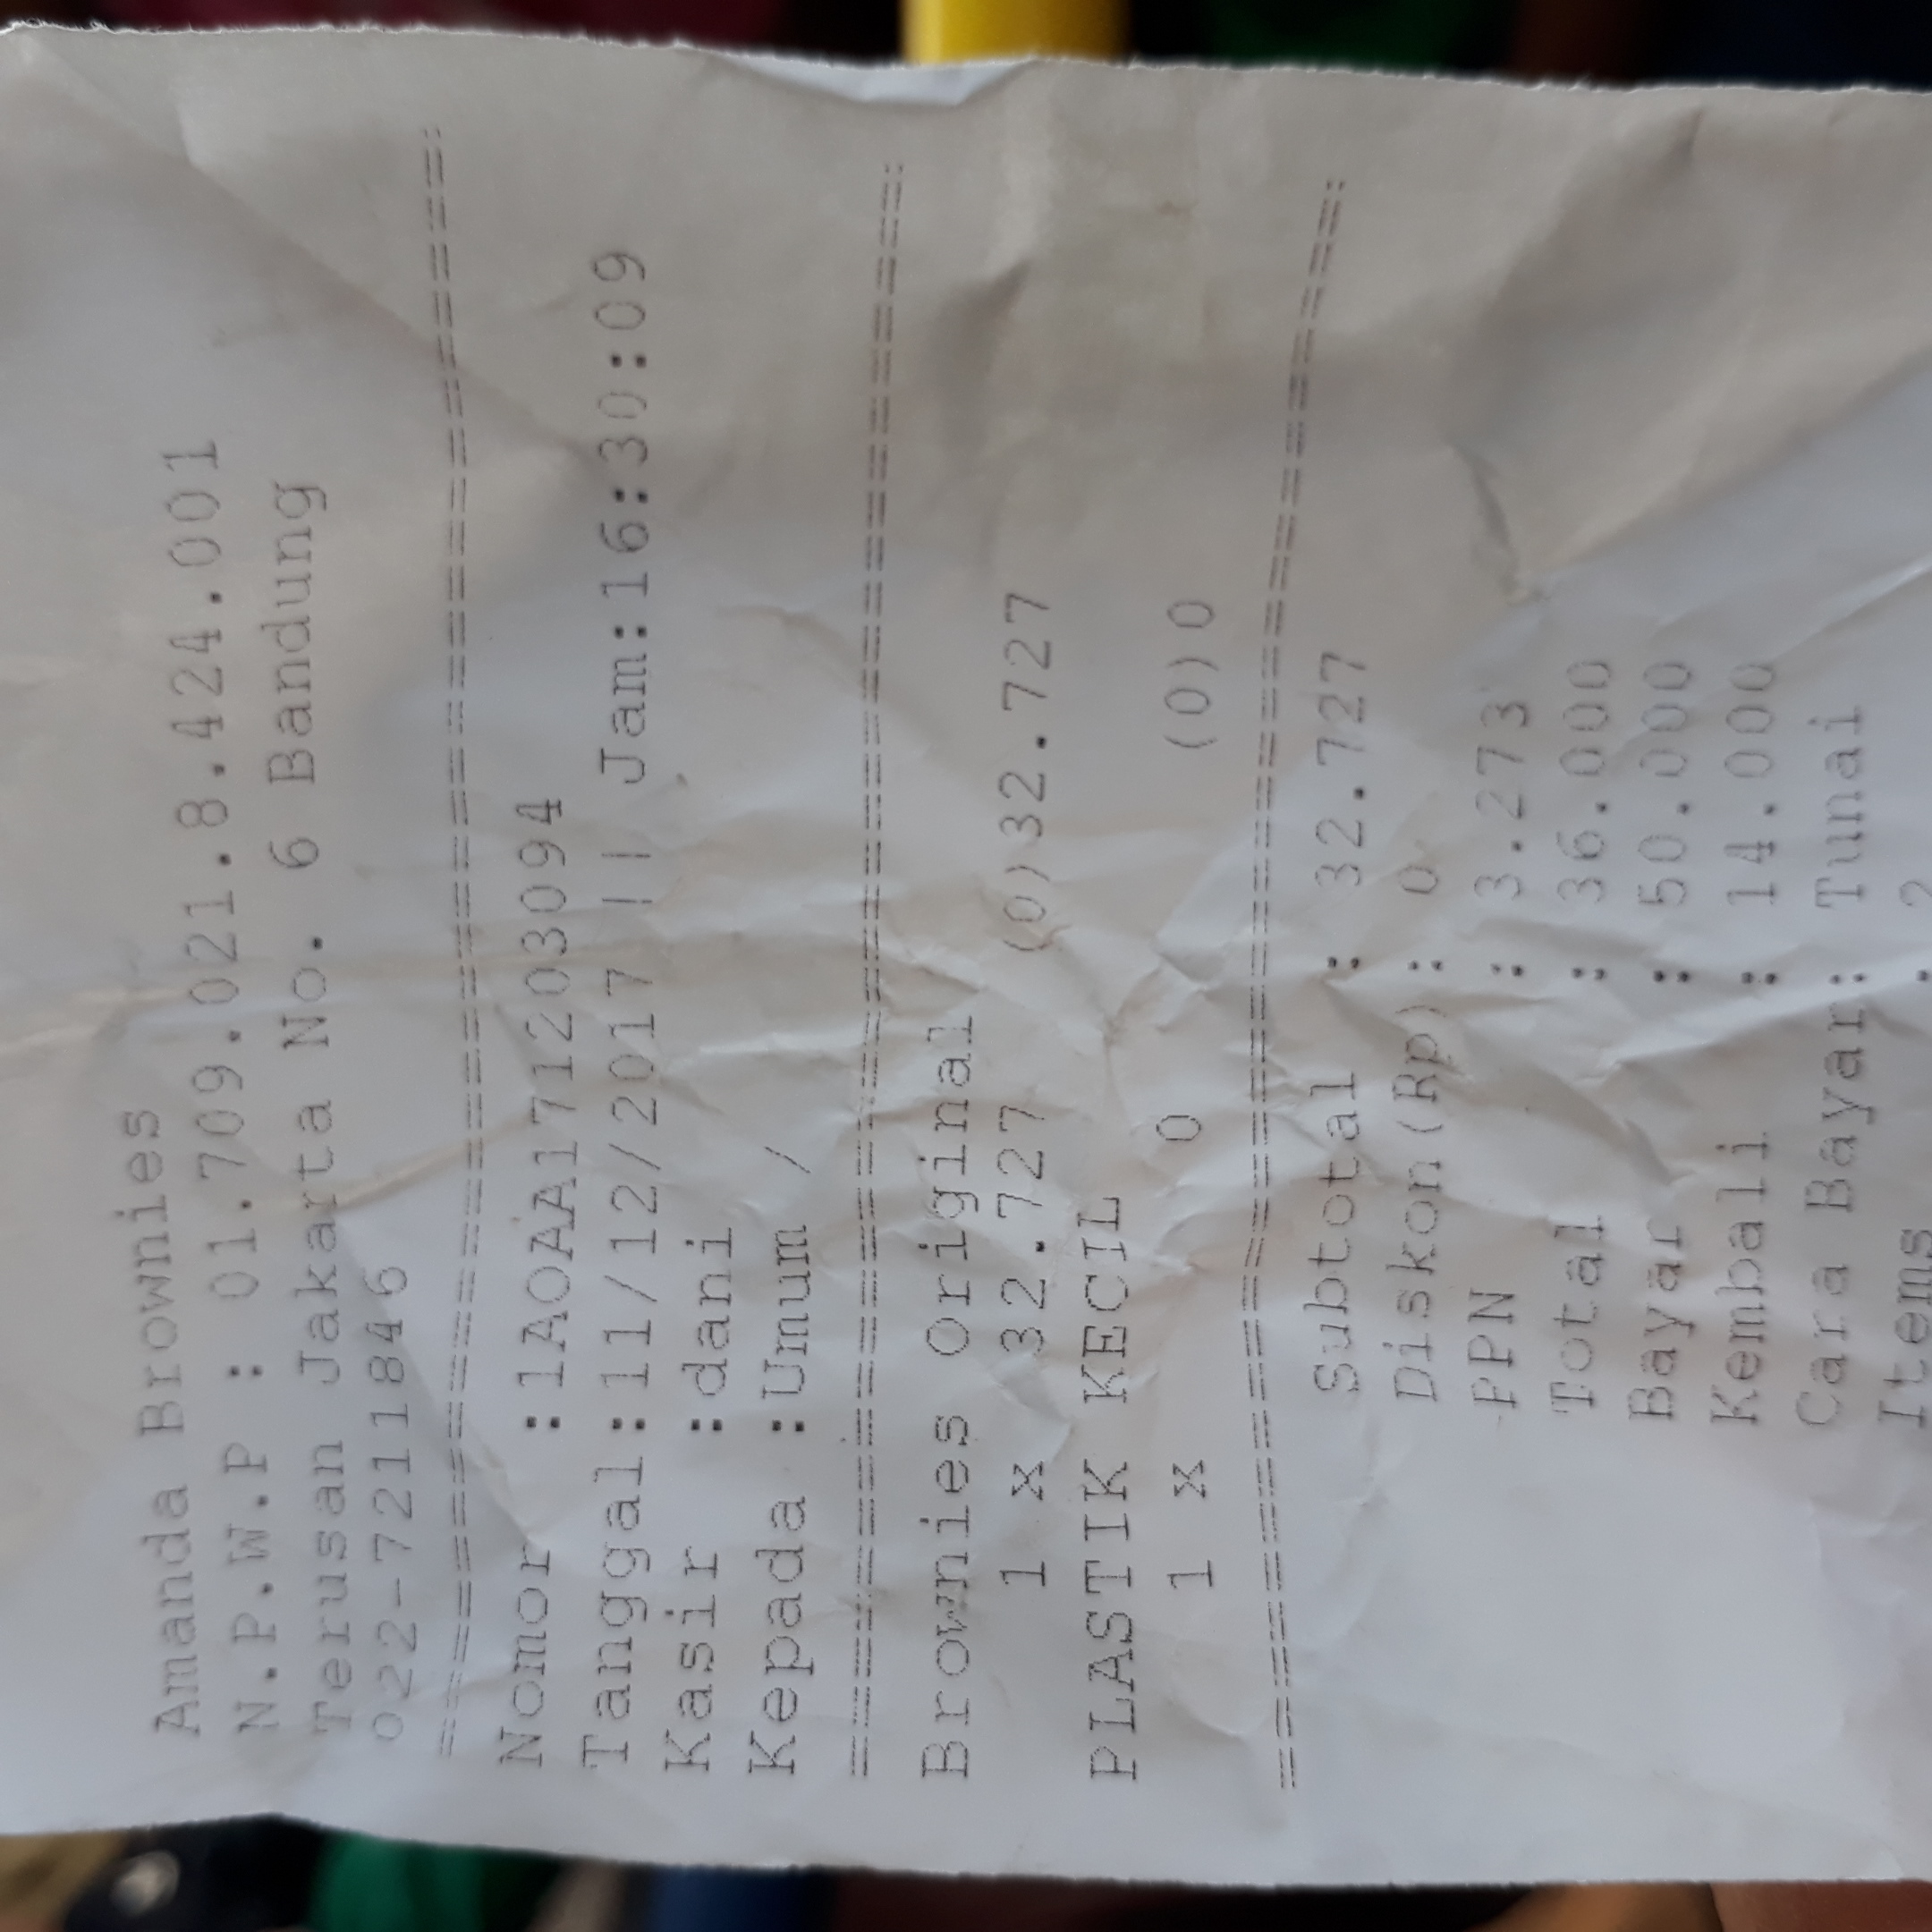 Amanda Brownies
N.P.W.P : 01.709.021.8.424.001
Terusan Jakarta No. 6 Bandung
022-7211846
==================================
Nomor :1AOAA171203094
Tanggal:11/12/2017 || Jam:16:30:09
Kasir :dani
Kepada :Umum /
==================================
Brownies Original
1 x 32.727 (0)32.727
PLASTIK KECIL
1 x 0 (0)0
==================================
Subtotal : 32.727
Diskon(Rp): 0
PPN : 3.273
Total : 36.000
Bayar : 50.000
Kembali : 14.000
Cara Bayar: Tunai
Items : 2